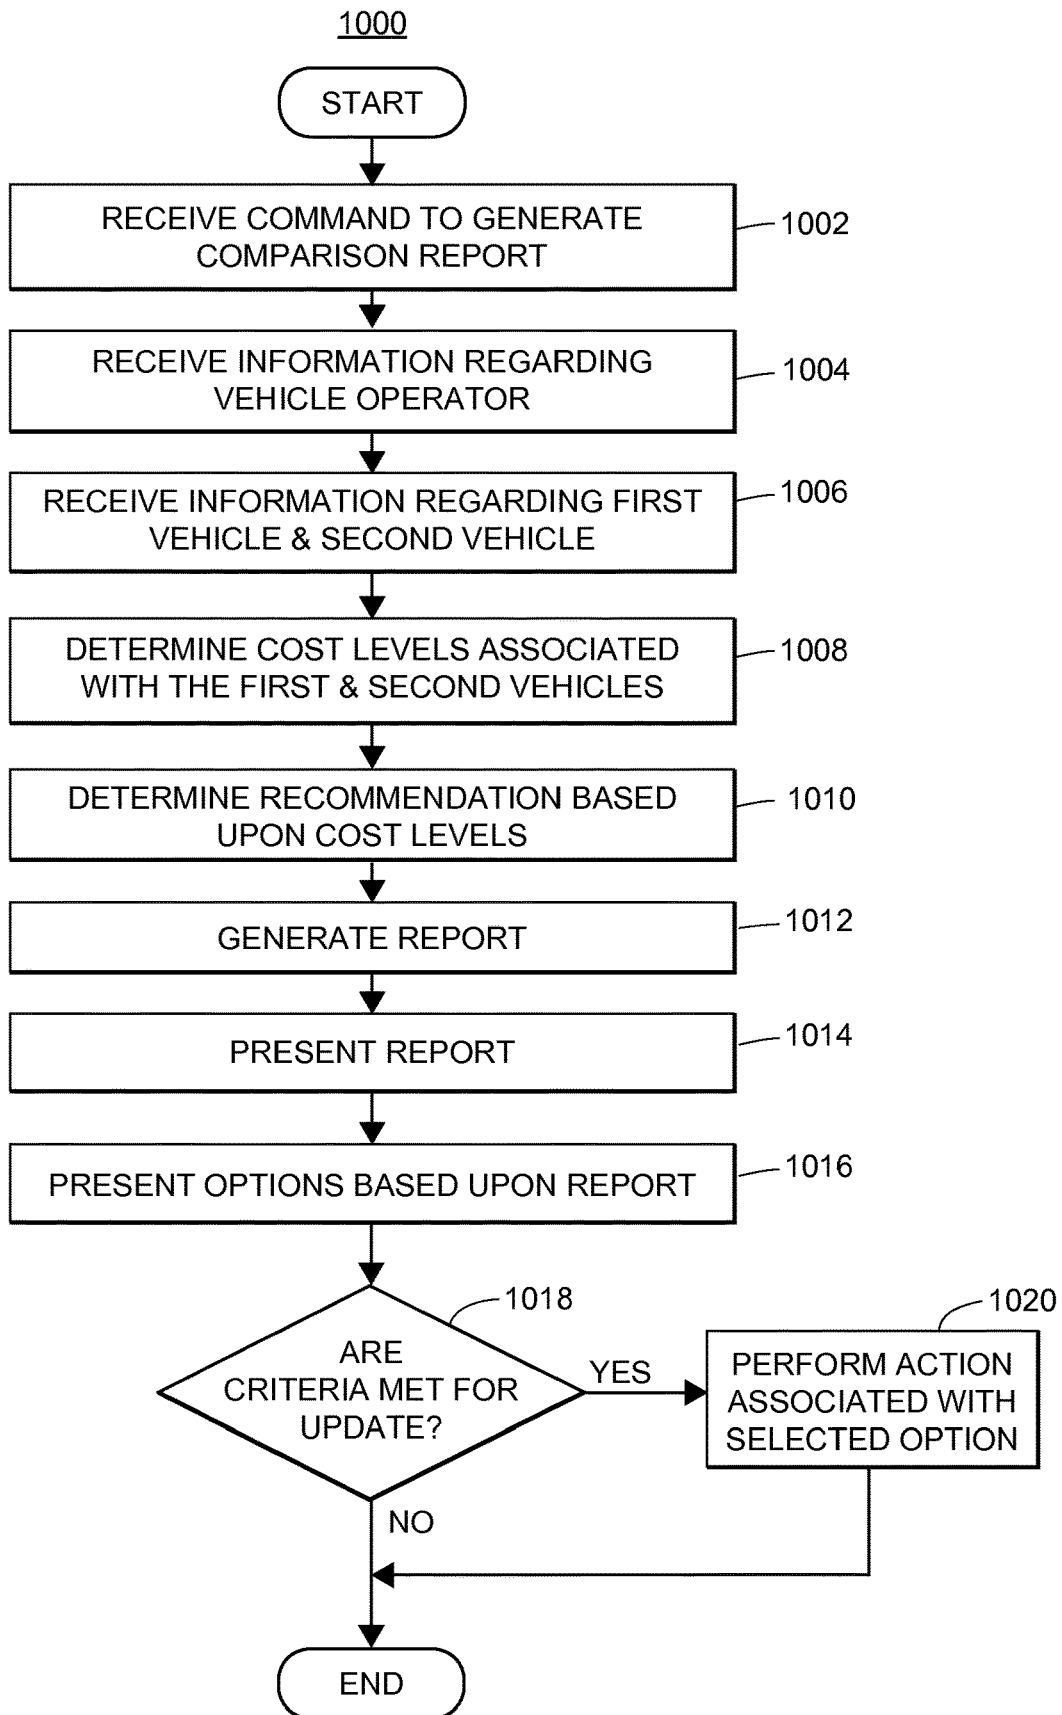 1000
START
RECEIVE COMMAND TO GENERATE
COMPARISON REPORT
1002
RECEIVE INFORMATION REGARDING
VEHICLE OPERATOR
1004
RECEIVE INFORMATION REGARDING FIRST
VEHICLE & SECOND VEHICLE
1006
DETERMINE COST LEVELS ASSOCIATED
WITH THE FIRST & SECOND VEHICLES
1008
DETERMINE RECOMMENDATION BASED
UPON COST LEVELS
1010
GENERATE REPORT
1012
PRESENT REPORT
1014
PRESENT OPTIONS BASED UPON REPORT
1016
ARE
CRITERIA MET FOR
UPDATE?
1018
YES
PERFORM ACTION
ASSOCIATED WITH
SELECTED OPTION
1020
NO
END